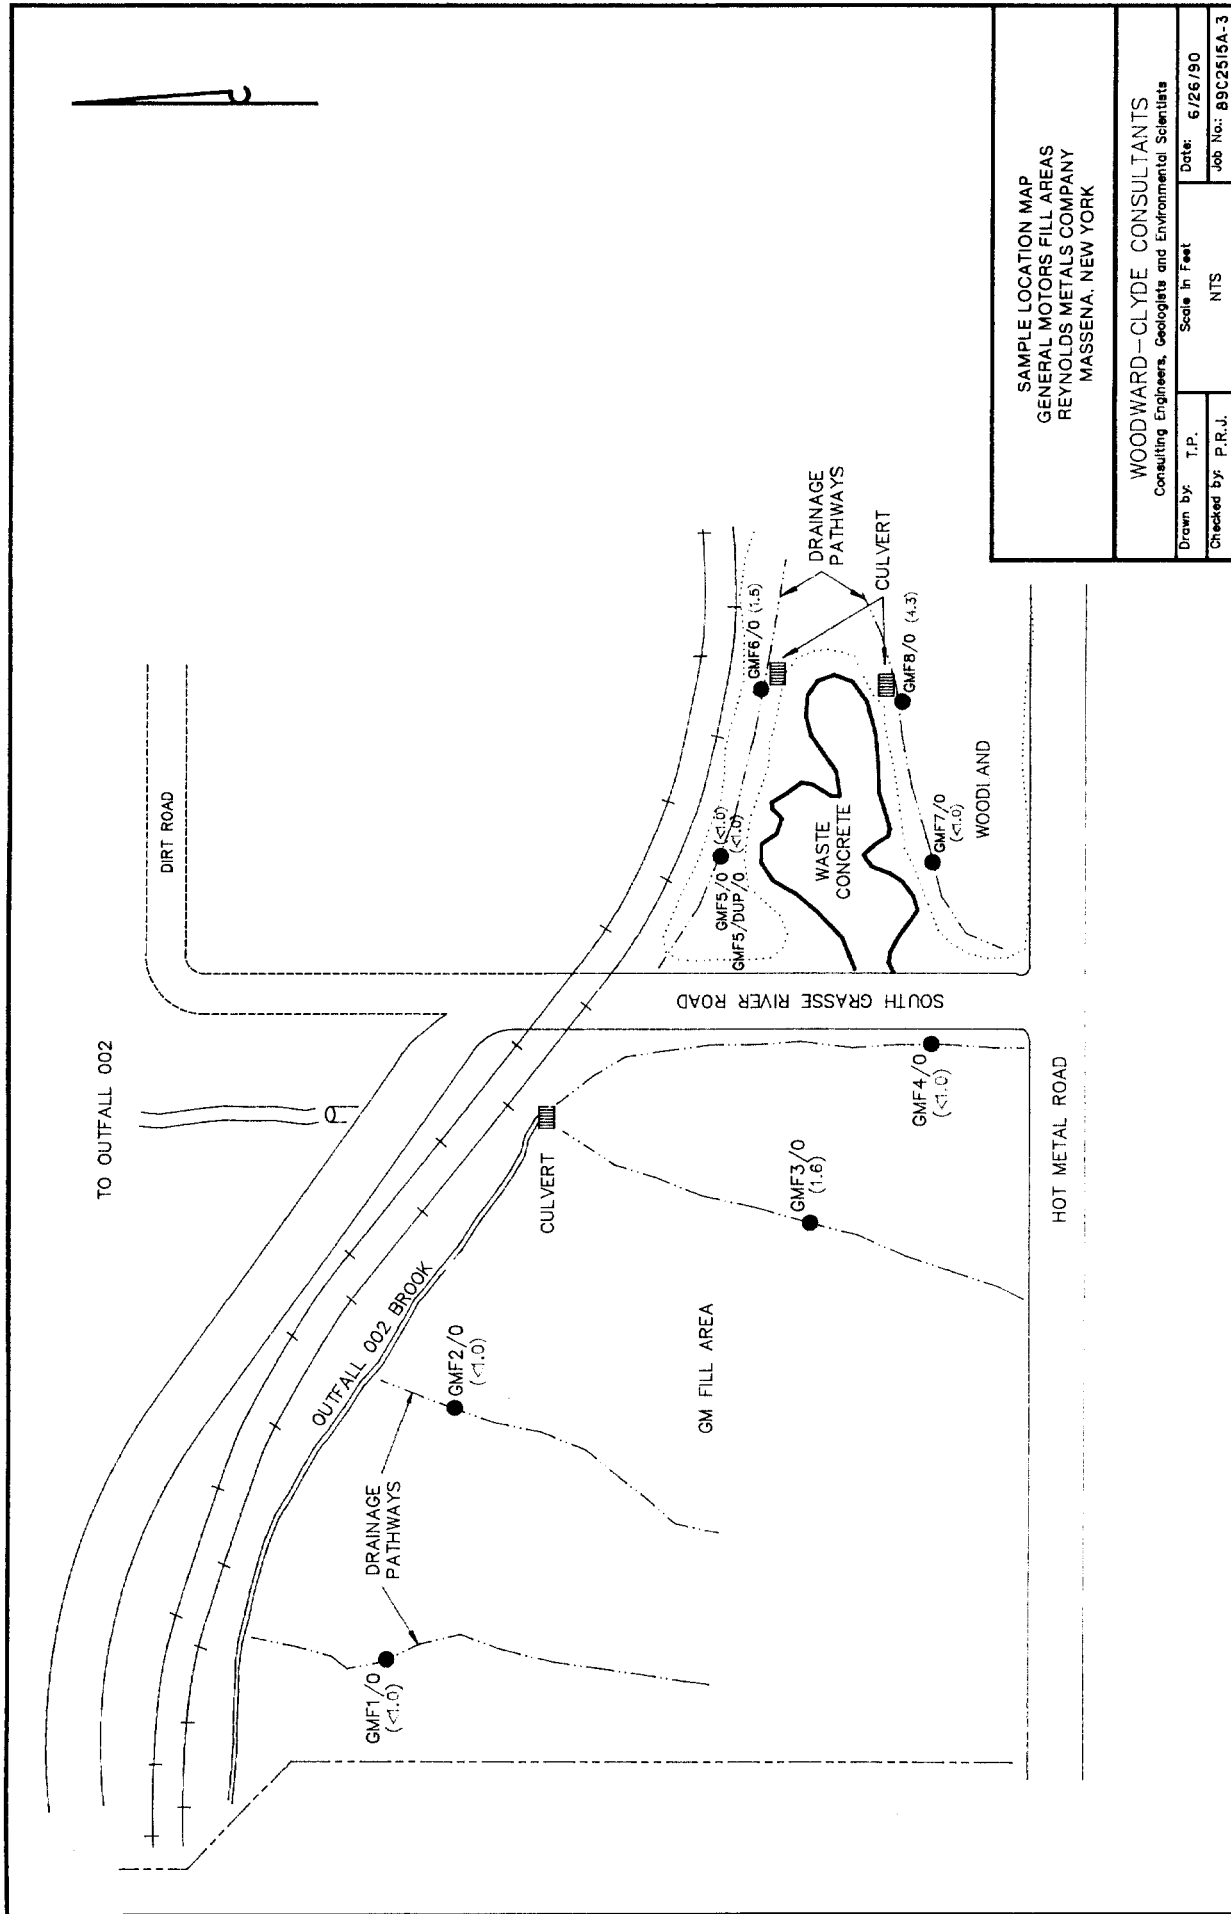 TO OUTFALL 002
DIRT ROAD
OUTFALL 002 BROOK
DRAINAGE
PATHWAYS
GMF1/0
(<1.0)
GMF2/0
(<1.0)
CULVERT
GM FILL AREA
GMF3/0
(1.6)
GMF4/0
(<1.0)
HOT METAL ROAD
SOUTH GRASSE RIVER ROAD
GMF5/0 (<1.0)
GMF5/DUP/0 (<1.0)
GMF6/0 (1.5)
WASTE
CONCRETE
GMF7/0
(<1.0)
GMF8/0 (4.3)
WOODLAND
DRAINAGE
PATHWAYS
CULVERT
SAMPLE LOCATION MAP
GENERAL MOTORS FILL AREAS
REYNOLDS METALS COMPANY
MASSENA, NEW YORK
WOODWARD-CLYDE CONSULTANTS
Consulting Engineers, Geologists and Environmental Scientists
Drawn by: T.P.
Scale in Feet
Date: 6/26/90
Checked by: P.R.J.
NTS
Job No.: 89C2515A-3